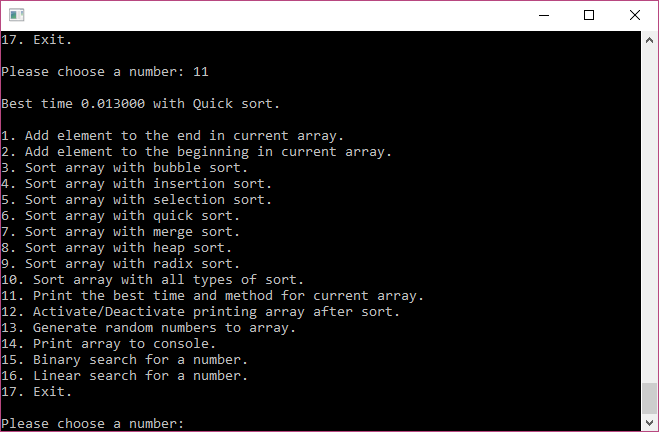 17. Exit.
Please choose a number: 11
Best time 0.013000 with Quick sort.
1. Add element to the end in current array.
2. Add element to the beginning in current array.
3. Sort array with bubble sort.
4. Sort array with insertion sort.
5. Sort array with selection sort.
6. Sort array with quick sort.
7. Sort array with merge sort.
8. Sort array with heap sort.
9. Sort array with radix sort.
10. Sort array with all types of sort.
11. Print the best time and method for current array.
12. Activate/Deactivate printing array after sort.
13. Generate random numbers to array.
14. Print array to console.
15. Binary search for a number.
16. Linear search for a number.
17. Exit.
Please choose a number: